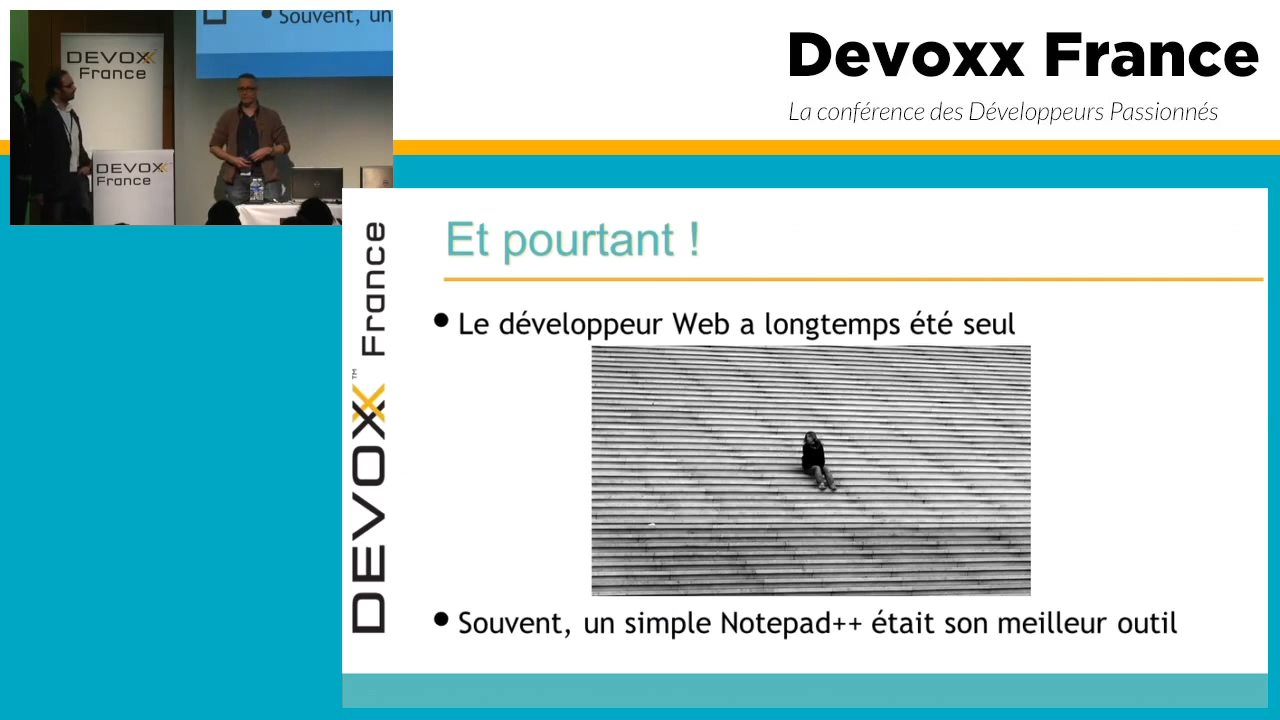 Souvent, un
DEVOXX
France
DEVOXX
France
Devoxx France
La conférence des Développeurs Passionnés
DEVOXX™ France
Et pourtant !
• Le développeur Web a longtemps été seul
• Souvent, un simple Notepad++ était son meilleur outil